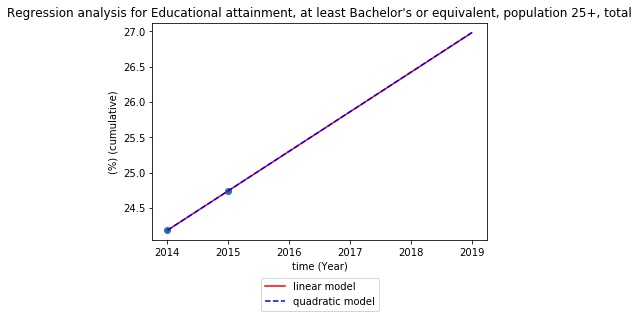 Regression analysis for Educational attainment, at least Bachelor's or equivalent, population 25+, total
27.0
26.5
26.0
25.5
25.0
24.5
(%) (cumulative)
2014 2015 2016 2017 2018 2019
time (Year)
linear model
quadratic model